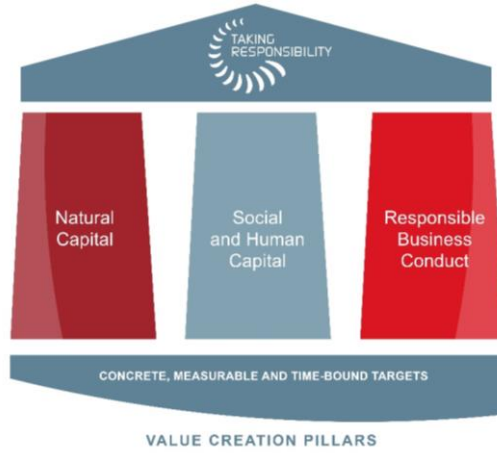 TAKING
RESPONSIBILITY
Natural
Capital
Social
and Human
Capital
Responsible
Business
Conduct
CONCRETE, MEASURABLE AND TIME-BOUND TARGETS
VALUE CREATION PILLARS